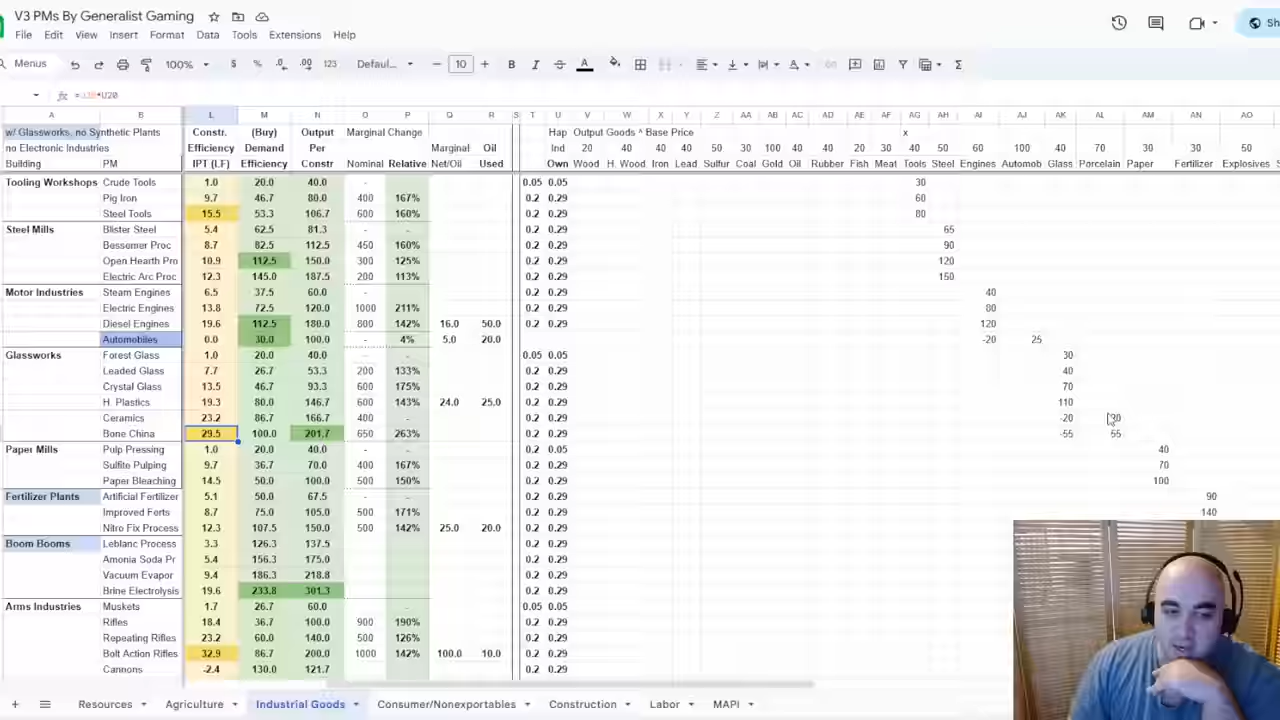 V3 PMs By Generalist Gaming
File Edit View Insert Format Data Tools Extensions Help
Sh
Menus 100% $ % .0 .00 123 Defaul... 10 B I A Σ
fx
A B L M N O P Q R S T U V W X Y Z AA AB AC AD AE AF AG AH AI AJ AK AL AM AN AO
w/ Glassworks, no Synthetic Plants Constr. (Buy) Output Marginal Change Hap Output Goods ^ Base Price x
no Electronic Industries Efficiency Demand Per Marginal Oil Ind 20 40 40 40 50 30 100 40 40 20 30 40 50 60 100 40 70 30 30 50
Building PM IPT (LF) Efficiency Constr Nominal Relative Net/Oil Used Own Wood H. Wood Iron Lead Sulfur Coal Gold Oil Rubber Fish Meat Tools Steel Engines Automob Glass Porcelain Paper Fertilizer Explosives
Tooling Workshops Crude Tools 1.0 20.0 40.0 - 0.05 0.05 30
Pig Iron 9.7 46.7 80.0 400 167% 0.2 0.29 60
Steel Tools 15.5 53.3 106.7 600 160% 0.2 0.29 80
Steel Mills Blister Steel 5.4 62.5 81.3 - - 0.2 0.29 65
Bessemer Proc 8.7 82.5 112.5 450 160% 0.2 0.29 90
Open Hearth Pro 10.9 112.5 150.0 300 125% 0.2 0.29 120
Electric Arc Proc 12.3 145.0 187.5 200 113% 0.2 0.29 150
Motor Industries Steam Engines 6.5 37.5 60.0 - - 0.2 0.29 40
Electric Engines 13.8 72.5 120.0 1000 211% 0.2 0.29 80
Diesel Engines 19.6 112.5 180.0 800 142% 16.0 50.0 0.2 0.29 120
Automobiles 0.0 30.0 100.0 - 4% 5.0 20.0 -20 25
Glassworks Forest Glass 1.0 20.0 40.0 - - 0.05 0.05 30
Leaded Glass 7.7 26.7 53.3 200 133% 0.2 0.29 40
Crystal Glass 13.5 46.7 93.3 600 175% 0.2 0.29 70
H. Plastics 19.3 80.0 146.7 600 143% 24.0 25.0 0.2 0.29 110
Ceramics 23.2 86.7 166.7 400 - 0.2 0.29 -20
Bone China 29.5 100.0 201.7 650 263% 0.2 0.29 -55 55
Paper Mills Pulp Pressing 1.0 20.0 40.0 - - 0.2 0.05 40
Sulfite Pulping 9.7 36.7 70.0 400 167% 0.2 0.29 70
Paper Bleaching 14.5 50.0 100.0 500 150% 0.2 0.29 100
Fertilizer Plants Artificial Fertilizer 5.1 50.0 67.5 - - 0.2 0.29 90
Improved Ferts 8.7 75.0 105.0 500 171% 0.2 0.29 140
Nitro Fix Process 12.3 107.5 150.0 500 142% 25.0 20.0 0.2 0.29
Boom Booms Leblanc Process 3.3 126.3 137.5 0.2 0.29
Amonia Soda Pr 5.4 156.3 175.0 0.2 0.29
Vacuum Evapor 9.4 186.3 218.8 0.2 0.29
Brine Electrolysis 19.6 233.8 301.3 0.2 0.29
Arms Industries Muskets 1.7 26.7 60.0 - - 0.05 0.05
Rifles 18.4 36.7 100.0 900 190% 0.2 0.29
Repeating Rifles 23.2 60.0 140.0 500 126% 0.2 0.29
Bolt Action Rifles 32.9 86.7 200.0 1000 142% 100.0 10.0 0.2 0.29
Cannons -2.4 130.0 121.7 0.2 0.29
Resources Agriculture Industrial Goods Consumer/Nonexportables Construction Labor MAPI